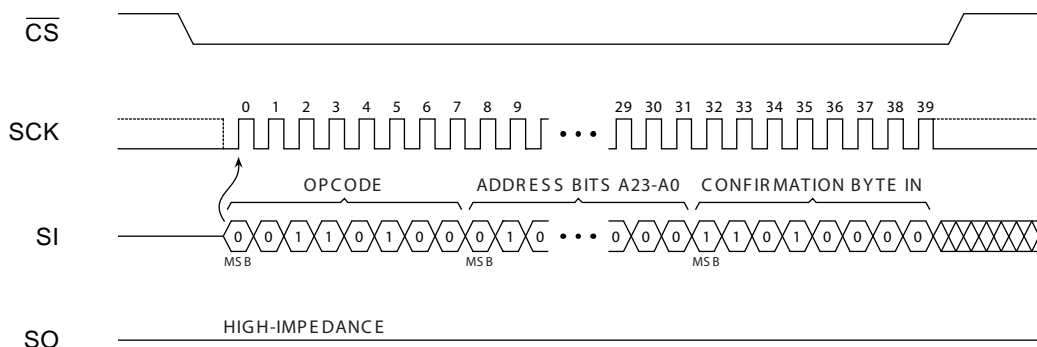 CS
0 1 2 3 4 5 6 7 8 9 29 30 31 32 33 34 35 36 37 38 39
SCK
OPCODE ADDRESS BITS A23-A0 CONFIRMATION BYTE IN
SI 0 0 1 1 0 1 0 0 0 1 0 0 0 0 1 1 0 1 0 0 0 0
MSB MSB MSB
HIGH-IMPEDANCE
SO